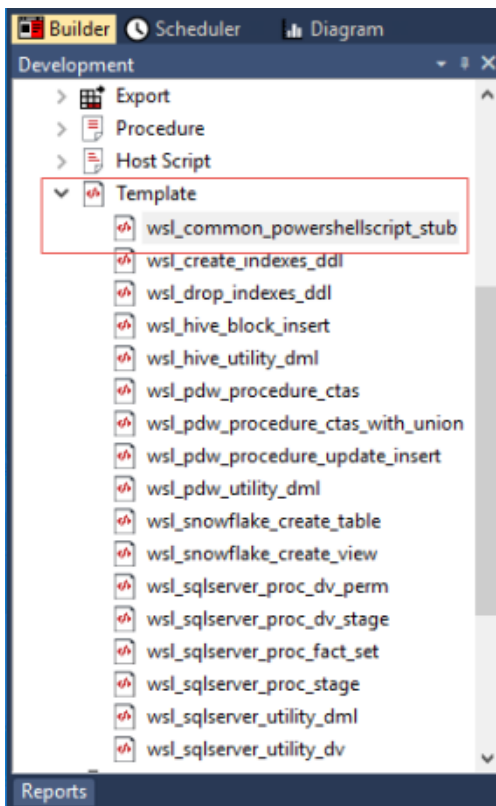 Builder Scheduler Diagram
Development
Export
Procedure
Host Script
Template
wsl_common_powershellscript_stub
wsl_create_indexes_ddl
wsl_drop_indexes_ddl
wsl_hive_block_insert
wsl_hive_utility_dml
wsl_pdw_procedure_ctas
wsl_pdw_procedure_ctas_with_union
wsl_pdw_procedure_update_insert
wsl_pdw_utility_dml
wsl_snowflake_create_table
wsl_snowflake_create_view
wsl_sqlserver_proc_dv_perm
wsl_sqlserver_proc_dv_stage
wsl_sqlserver_proc_fact_set
wsl_sqlserver_proc_stage
wsl_sqlserver_utility_dml
wsl_sqlserver_utility_dv
Reports